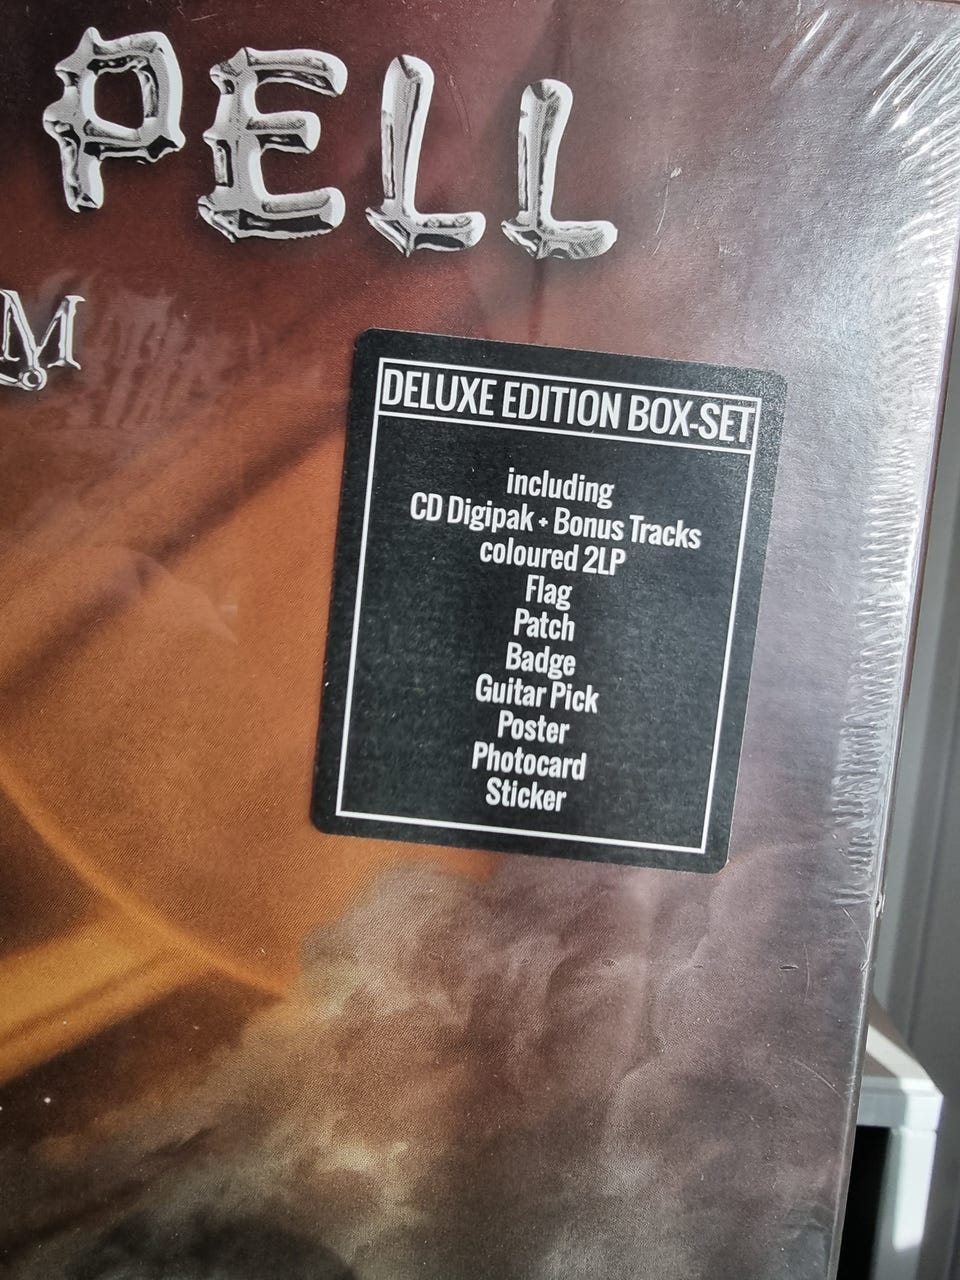 PELL
M
DELUXE EDITION BOX-SET
including
CD Digipak + Bonus Tracks
coloured 2LP
Flag
Patch
Badge
Guitar Pick
Poster
Photocard
Sticker